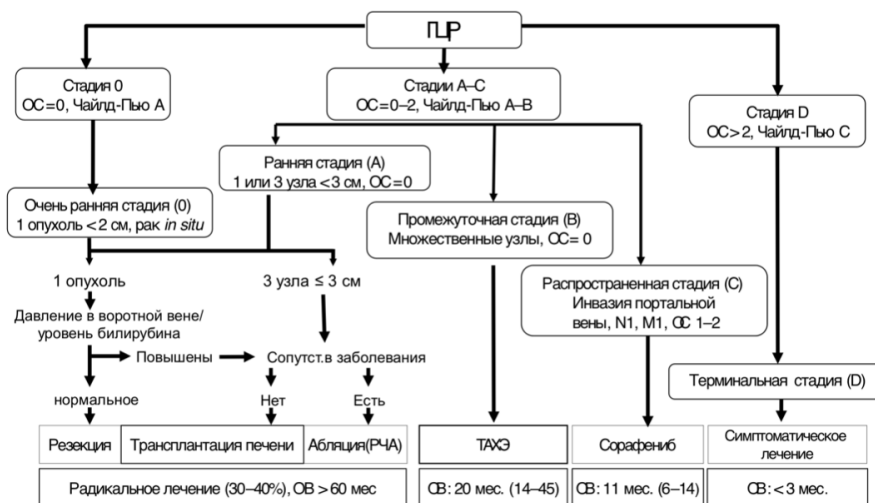 ГЦР
Стадия 0
ОС=0, Чайлд-Пью А
Стадии А–С
ОС=0–2, Чайлд-Пью А–В
Стадия D
ОС>2, Чайлд-Пью С
Ранняя стадия (А)
1 или 3 узла <3 см, ОС=0
Очень ранняя стадия (0)
1 опухоль <2 см, рак in situ
Промежуточная стадия (В)
Множественные узлы, ОС= 0
Распространенная стадия (С)
Инвазия портальной
вены, N1, M1, ОС 1–2
1 опухоль
3 узла ≤ 3 см
Давление в воротной вене/
уровень билирубина
Повышены
Сопутст.в заболевания
Терминальная стадия (D)
нормальное
Нет
Есть
Резекция
Трансплантация печени
Абляция(РЧА)
ТАХЭ
Сорафениб
Симптоматическое
лечение
Радикальное лечение (30–40%), ОВ >60 мес
ОВ: 20 мес. (14–45)
ОВ: 11 мес. (6–14)
ОВ: <3 мес.